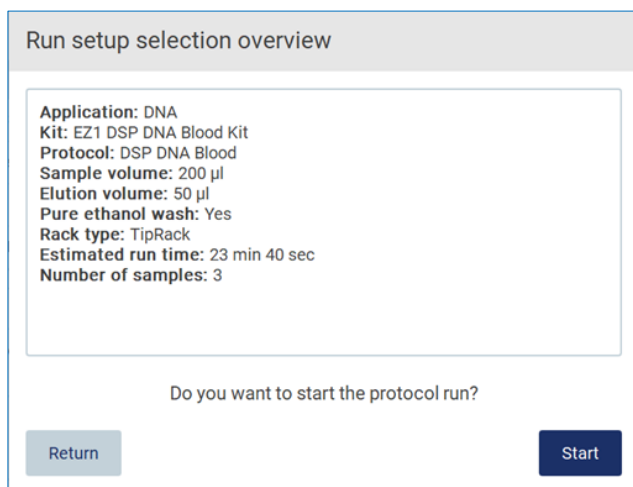 Run setup selection overview
Application: DNA
Kit: EZ1 DSP DNA Blood Kit
Protocol: DSP DNA Blood
Sample volume: 200 µl
Elution volume: 50 µl
Pure ethanol wash: Yes
Rack type: TipRack
Estimated run time: 23 min 40 sec
Number of samples: 3
Do you want to start the protocol run?
Return
Start